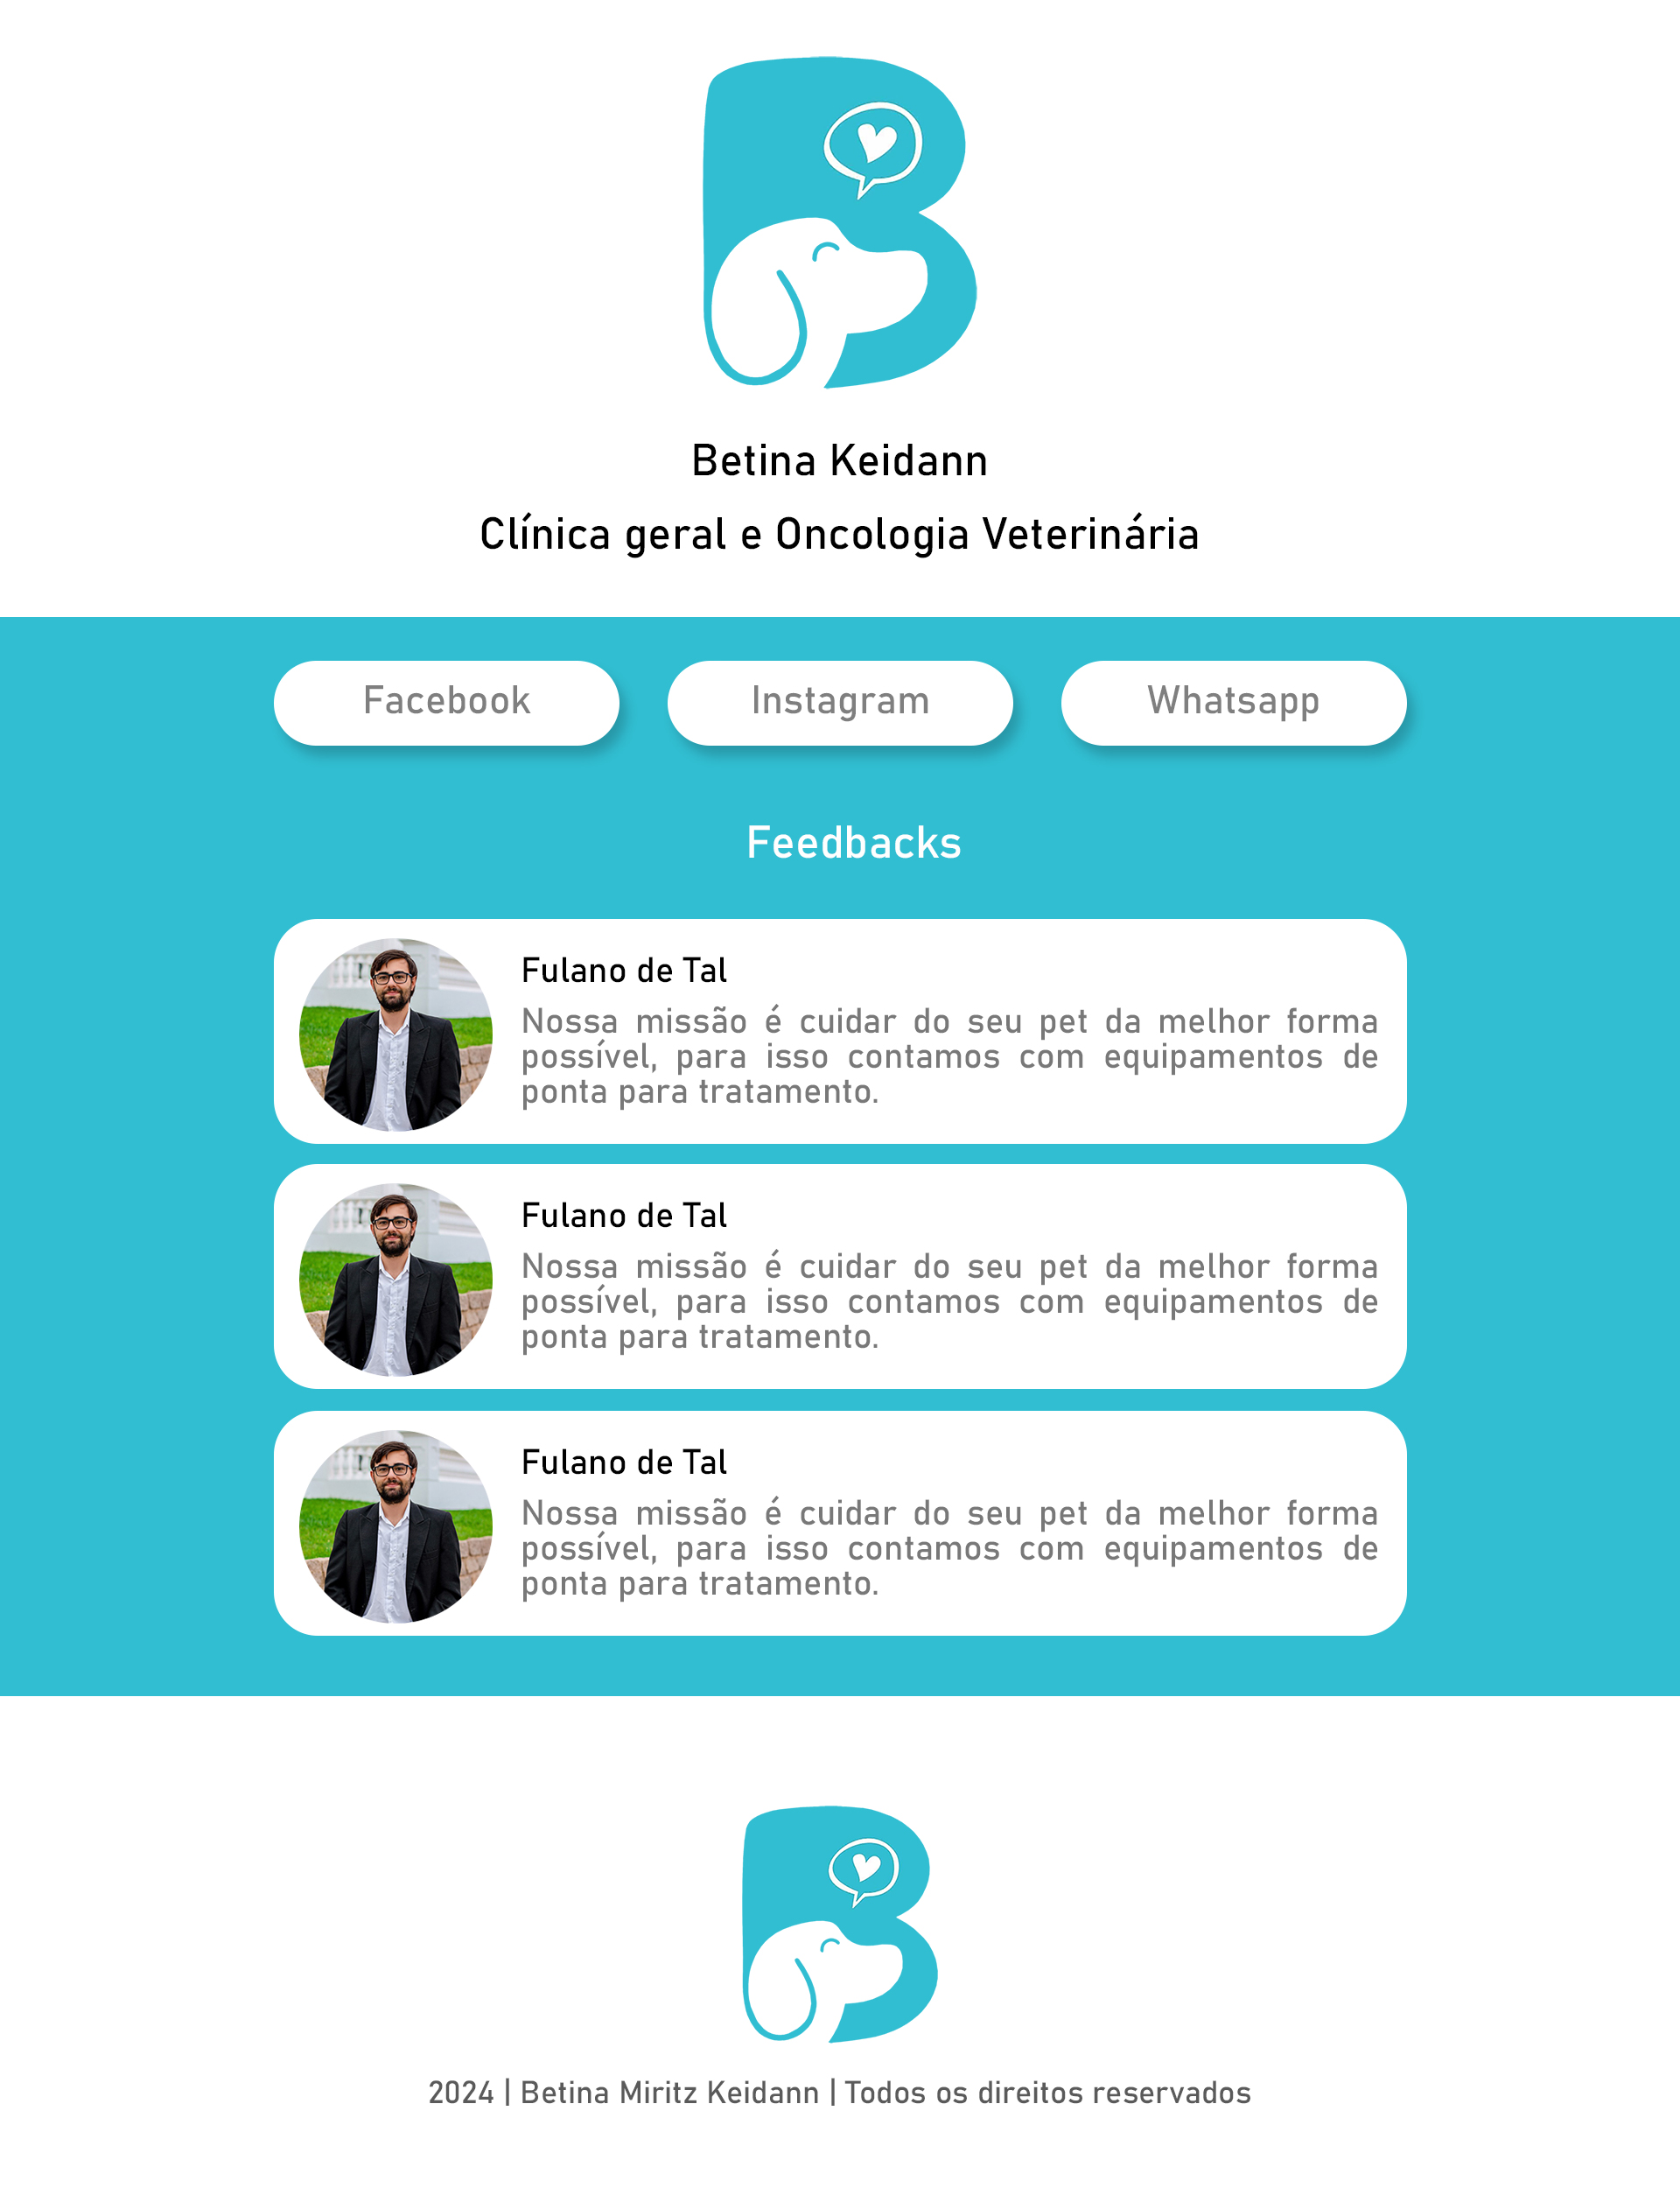 Betina Keidann
Clínica geral e Oncologia Veterinária
Facebook
Instagram
Whatsapp
Feedbacks
Fulano de Tal
Nossa missão é cuidar do seu pet da melhor forma
possível, para isso contamos com equipamentos de
ponta para tratamento.
Fulano de Tal
Nossa missão é cuidar do seu pet da melhor forma
possível, para isso contamos com equipamentos de
ponta para tratamento.
Fulano de Tal
Nossa missão é cuidar do seu pet da melhor forma
possível, para isso contamos com equipamentos de
ponta para tratamento.
2024 | Betina Miritz Keidann | Todos os direitos reservados